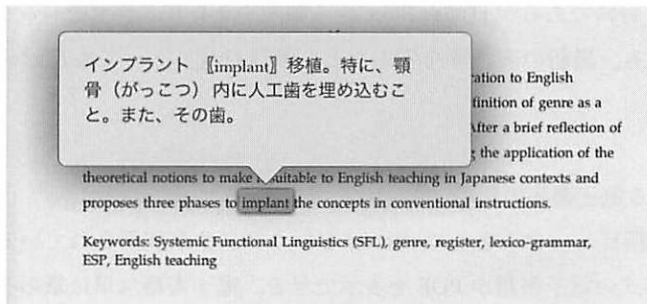 インプラント 〖implant〗移植。特に、顎
骨（がっこつ）内に人工歯を埋め込むこ
と。また、その歯。
ation to English
finition of genre as a
After a brief reflection of
the application of the
theoretical notions to make suitable to English teaching in Japanese contexts and
proposes three phases to implant the concepts in conventional instructions.
Keywords: Systemic Functional Linguistics (SFL), genre, register, lexico-grammar,
ESP, English teaching